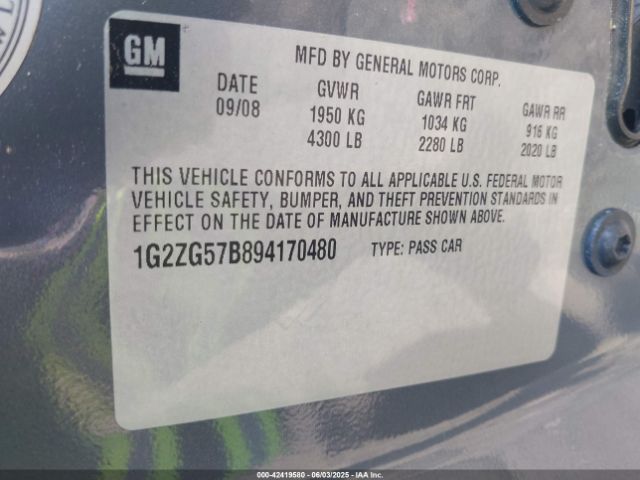 GM
MFD BY GENERAL MOTORS CORP.
DATE GVWR GAWR FRT GAWR RR
09/08 1950 KG 1034 KG 916 KG
4300 LB 2280 LB 2020 LB
THIS VEHICLE CONFORMS TO ALL APPLICABLE U.S. FEDERAL MOTOR
VEHICLE SAFETY, BUMPER, AND THEFT PREVENTION STANDARDS IN
EFFECT ON THE DATE OF MANUFACTURE SHOWN ABOVE.
1G2ZG57B894170480 TYPE: PASS CAR
000-42419580 - 06/03/2025 - IAAI.COM